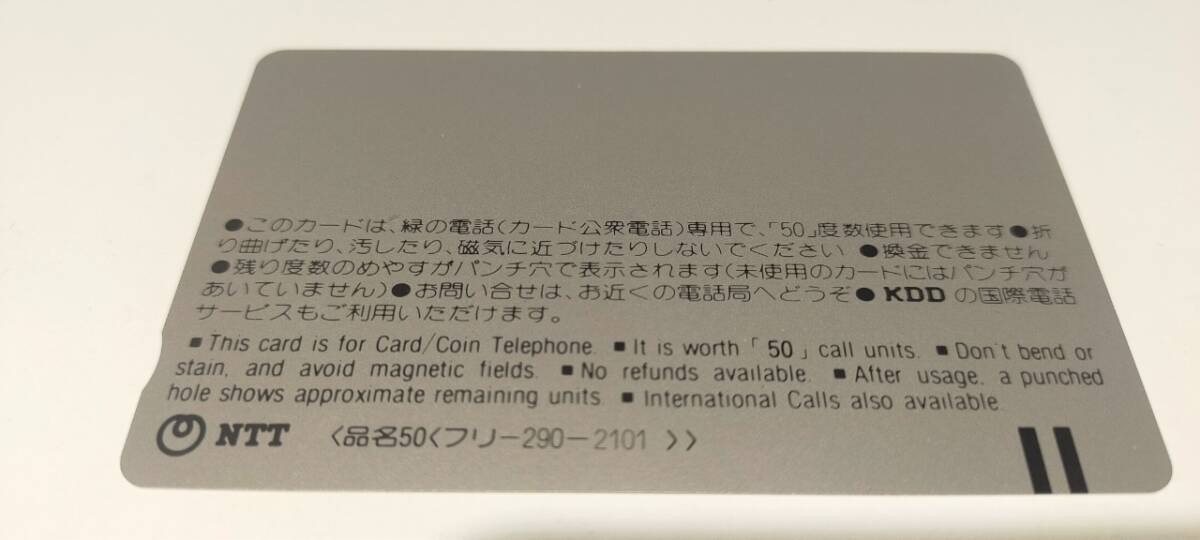 ●このカードは、緑の電話(カード公衆電話)専用で、「50」度数使用できます●折
り曲げたり、汚したり、磁気に近づけたりしないでください ●換金できません
●残り度数のめやすがパンチ穴で表示されます(未使用のカードにはパンチ穴が
あいていません)●お問い合せは、お近くの電話局へどうぞ● KDD の国際電話
サービスもご利用いただけます。
■ This card is for Card/Coin Telephone. ■ It is worth「50」call units. ■ Don't bend or
stain, and avoid magnetic fields. ■ No refunds available. ■ After usage, a punched
hole shows approximate remaining units. ■ International Calls also available.
NTT 〈品名50〈フリー290－2101 〉〉